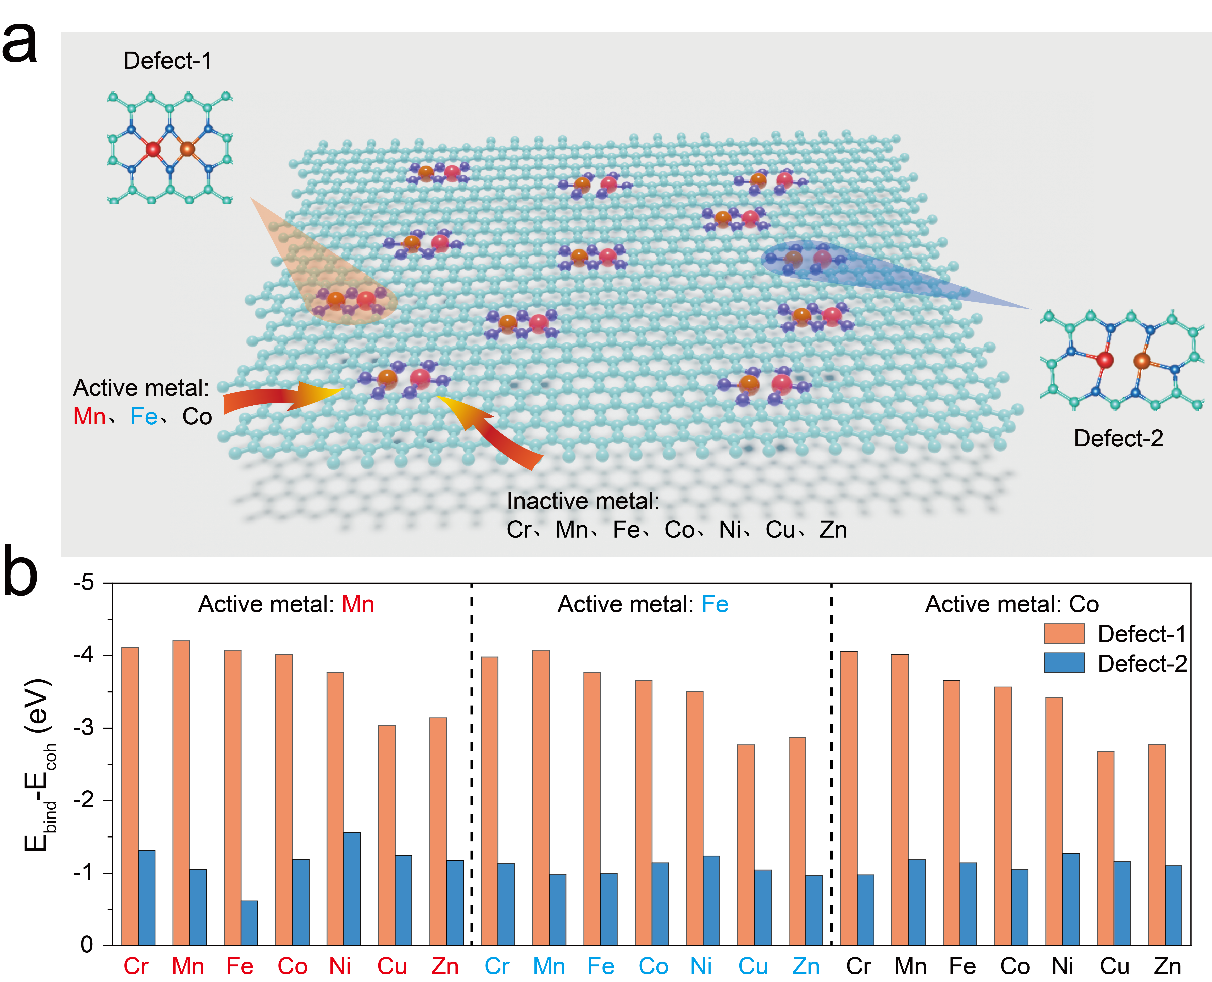 a
Defect-1
Active metal:
Mn、Fe、Co
Defect-2
Inactive metal:
Cr、Mn、Fe、Co、Ni、Cu、Zn
b
Active metal: Mn
Active metal: Fe
Active metal: Co
Defect-1
Defect-2
E_bind-E_coh (eV)
-5
-4
-3
-2
-1
0
Cr Mn Fe Co Ni Cu Zn Cr Mn Fe Co Ni Cu Zn Cr Mn Fe Co Ni Cu Zn